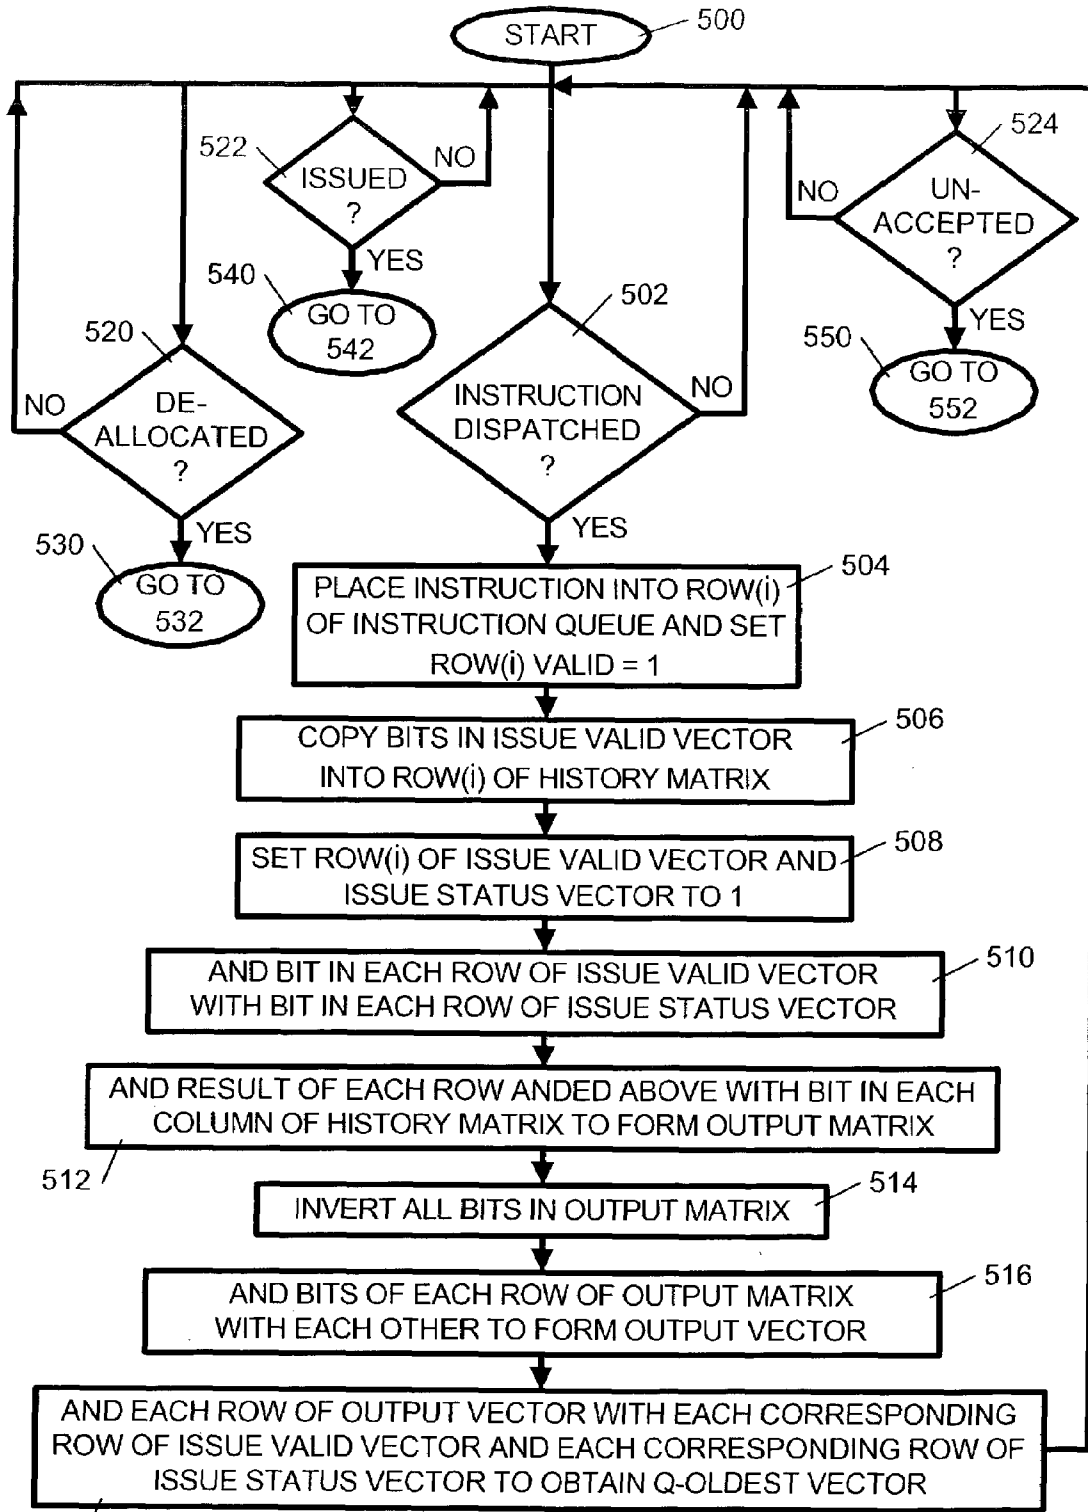 START
500
522
ISSUED
?
NO
YES
540
GO TO
542
524
UN-
ACCEPTED
?
NO
YES
550
GO TO
552
502
INSTRUCTION
DISPATCHED
?
NO
YES
520
DE-
ALLOCATED
?
NO
YES
530
GO TO
532
504
PLACE INSTRUCTION INTO ROW(i)
OF INSTRUCTION QUEUE AND SET
ROW(i) VALID = 1
506
COPY BITS IN ISSUE VALID VECTOR
INTO ROW(i) OF HISTORY MATRIX
508
SET ROW(i) OF ISSUE VALID VECTOR AND
ISSUE STATUS VECTOR TO 1
510
AND BIT IN EACH ROW OF ISSUE VALID VECTOR
WITH BIT IN EACH ROW OF ISSUE STATUS VECTOR
AND RESULT OF EACH ROW ANDED ABOVE WITH BIT IN EACH
COLUMN OF HISTORY MATRIX TO FORM OUTPUT MATRIX
512
514
INVERT ALL BITS IN OUTPUT MATRIX
516
AND BITS OF EACH ROW OF OUTPUT MATRIX
WITH EACH OTHER TO FORM OUTPUT VECTOR
AND EACH ROW OF OUTPUT VECTOR WITH EACH CORRESPONDING
ROW OF ISSUE VALID VECTOR AND EACH CORRESPONDING ROW OF
ISSUE STATUS VECTOR TO OBTAIN Q-OLDEST VECTOR